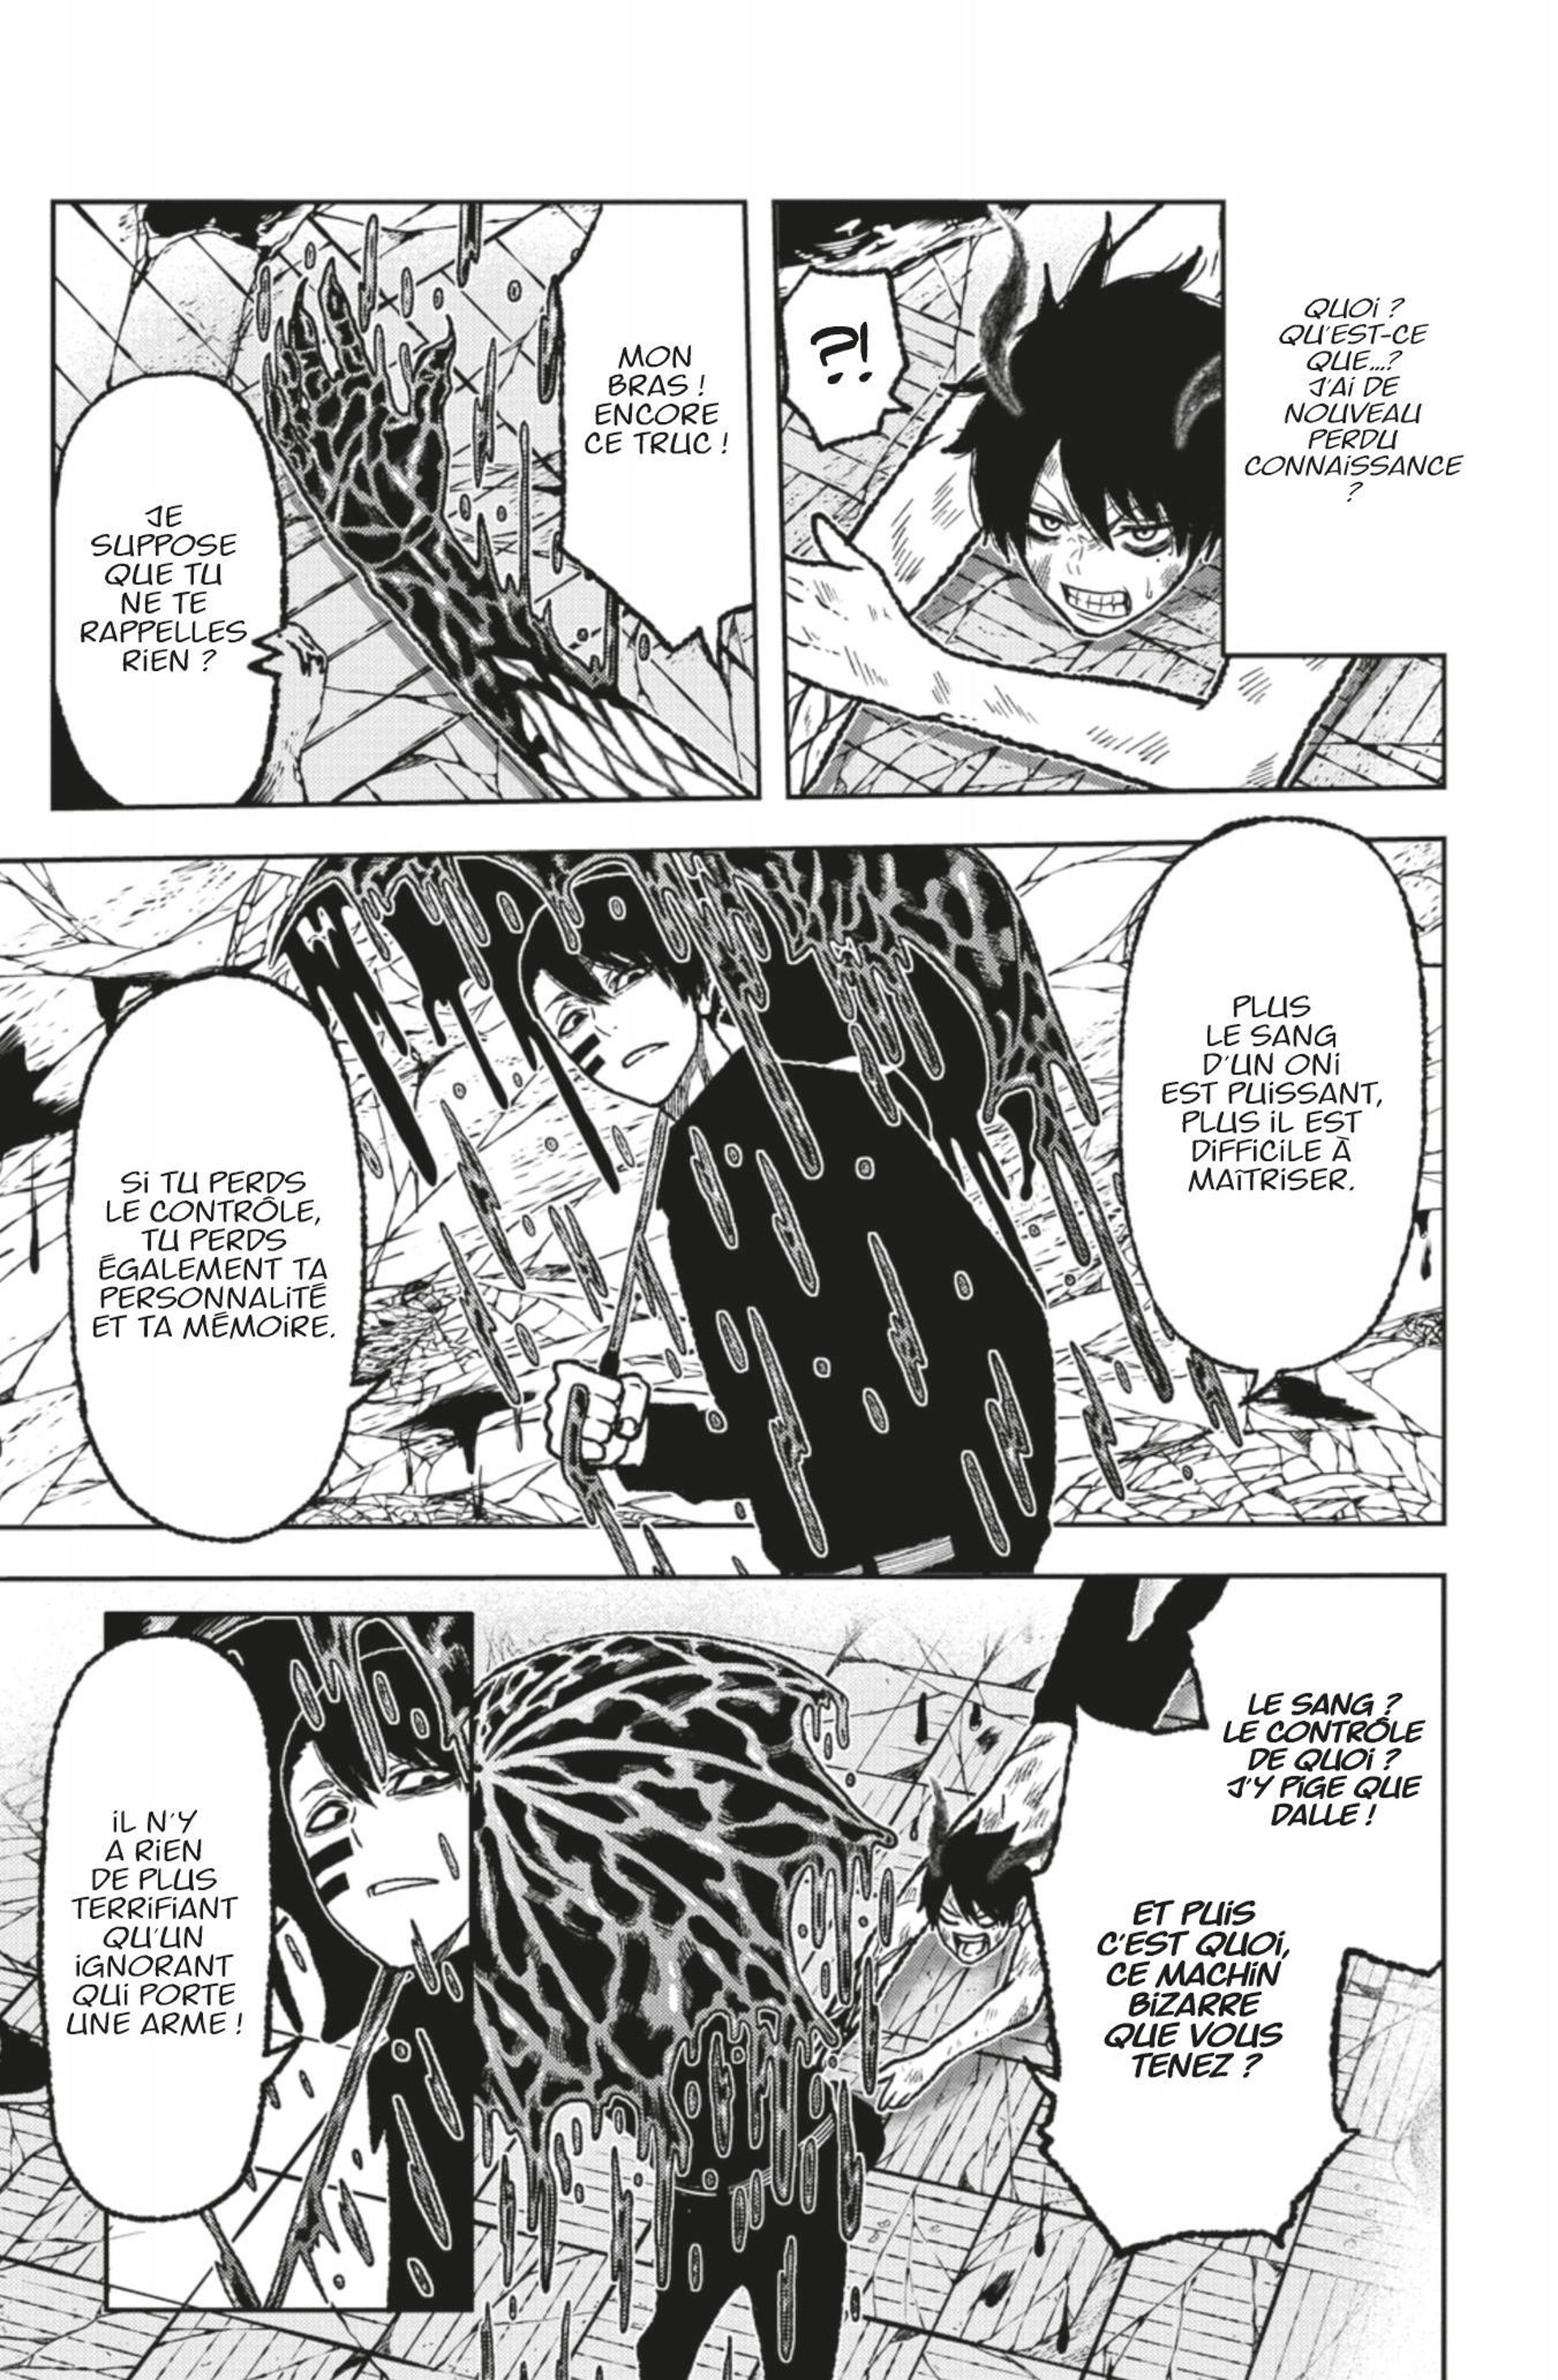 QUOI ?
QU'EST-CE
QUE...?
J'AI DE
NOUVEAU
PERDU
CONNAISSANCE
?
?!
MON
BRAS !
ENCORE
CE TRUC !
JE
SUPPOSE
QUE TU
NE TE
RAPPELLES
RIEN ?
PLUS
LE SANG
D'UN ONI
EST PUISSANT,
PLUS IL EST
DIFFICILE À
MAÎTRISER.
SI TU PERDS
LE CONTRÔLE,
TU PERDS
ÉGALEMENT TA
PERSONNALITÉ
ET TA MÉMOIRE.
LE SANG ?
LE CONTRÔLE
DE QUOI ?
J'Y PIGE QUE
DALLE !
ET PUIS
C'EST QUOI,
CE MACHIN
BIZARRE
QUE VOUS
TENEZ ?
IL N'Y
A RIEN
DE PLUS
TERRIFIANT
QU'UN
IGNORANT
QUI PORTE
UNE ARME !